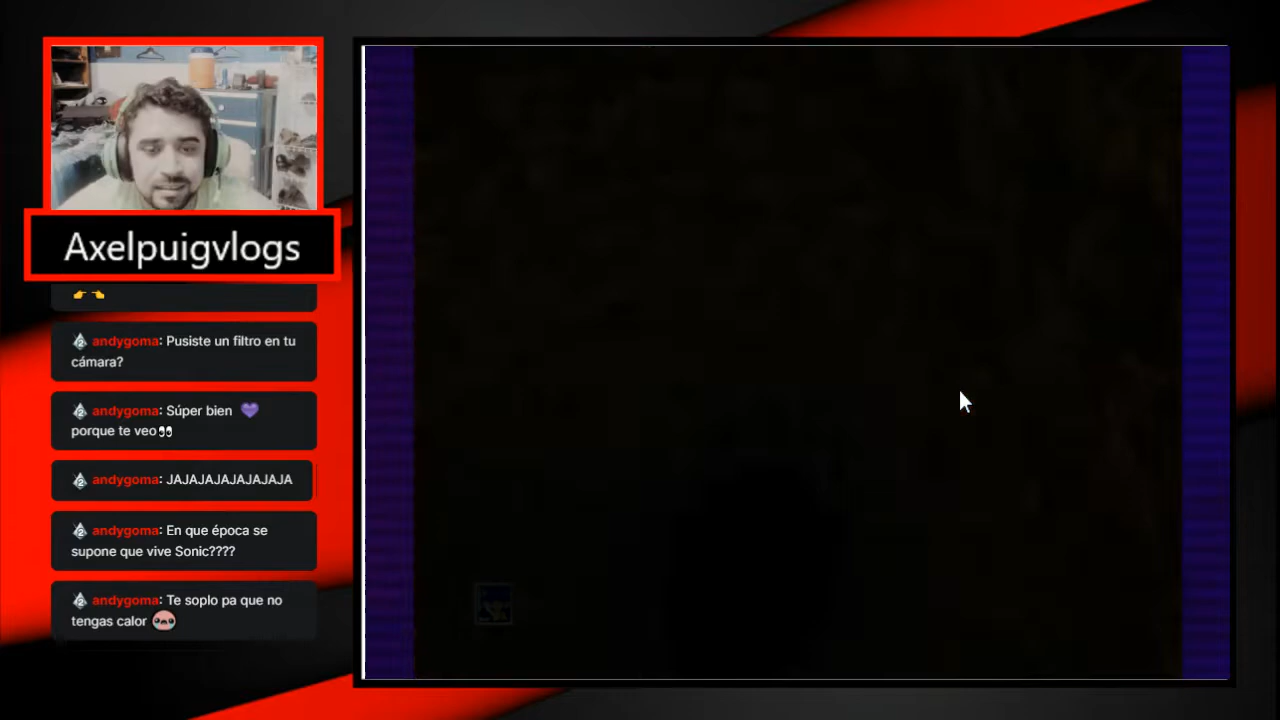 Axelpuigvlogs
andygoma: Pusiste un filtro en tu
cámara?
andygoma: Súper bien 💜
porque te veo👀
andygoma: JAJAJAJAJAJAJAJA
andygoma: En que época se
supone que vive Sonic????
andygoma: Te soplo pa que no
tengas calor